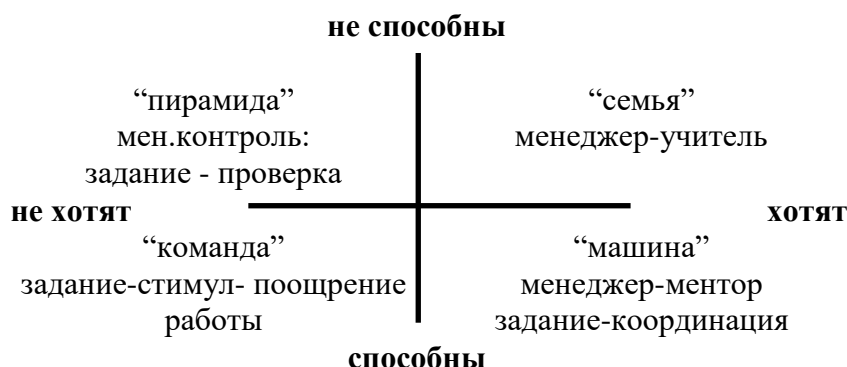 не способны
“пирамида”
мен.контроль:
задание - проверка
“семья”
менеджер-учитель
не хотят
хотят
“команда”
задание-стимул- поощрение
работы
“машина”
менеджер-ментор
задание-координация
способны